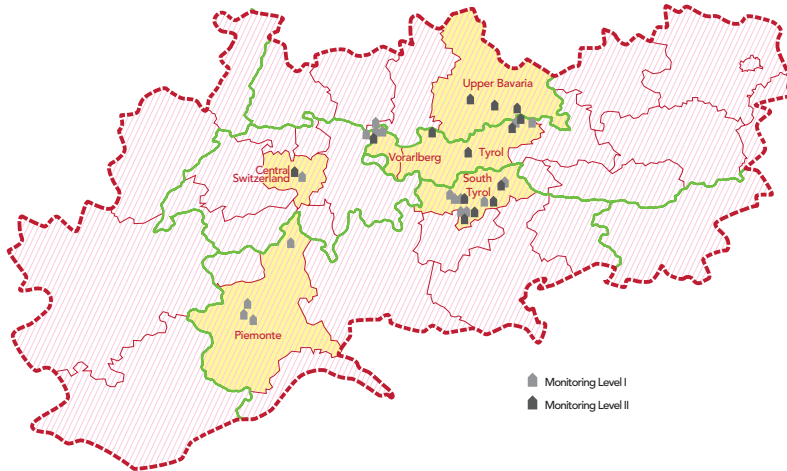 Upper Bavaria
Vorarlberg
Tyrol
Central
Switzerland
South
Tyrol
Piemonte
Monitoring Level I
Monitoring Level II